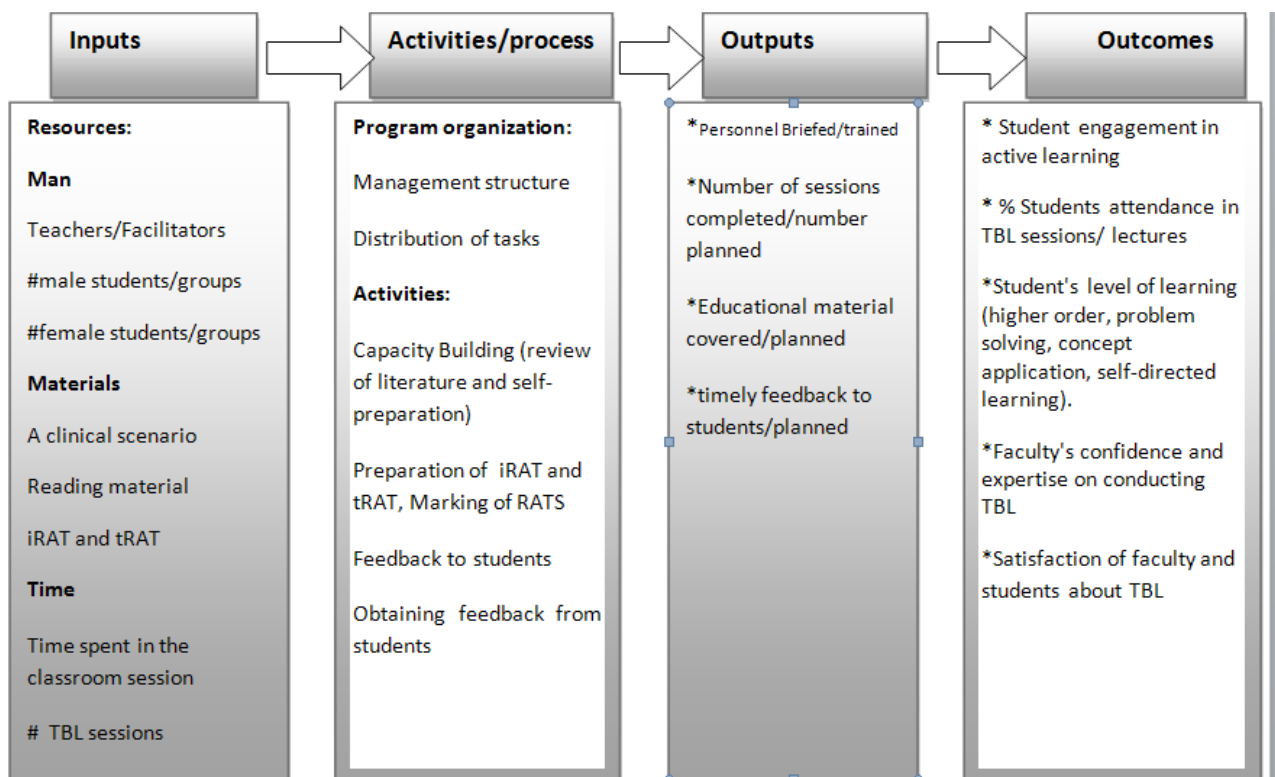 Inputs
Activities/process
Outputs
Outcomes
Resources:
Man
Teachers/Facilitators
#male students/groups
#female students/groups
Materials
A clinical scenario
Reading material
iRAT and tRAT
Time
Time spent in the
classroom session
# TBL sessions
Program organization:
Management structure
Distribution of tasks
Activities:
Capacity Building (review
of literature and self-
preparation)
Preparation of iRAT and
tRAT, Marking of RATS
Feedback to students
Obtaining feedback from
students
*Personnel Briefed/trained
*Number of sessions
completed/number
planned
*Educational material
covered/planned
*timely feedback to
students/planned
* Student engagement in
active learning
* % Students attendance in
TBL sessions/ lectures
*Student's level of learning
(higher order, problem
solving, concept
application, self-directed
learning).
*Faculty's confidence and
expertise on conducting
TBL
*Satisfaction of faculty and
students about TBL